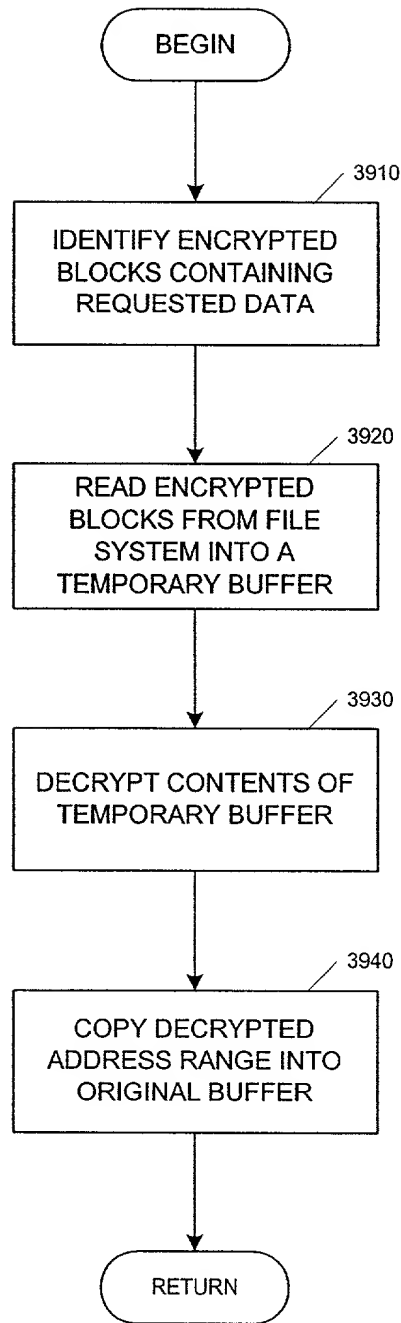 BEGIN
3910
IDENTIFY ENCRYPTED
BLOCKS CONTAINING
REQUESTED DATA
3920
READ ENCRYPTED
BLOCKS FROM FILE
SYSTEM INTO A
TEMPORARY BUFFER
3930
DECRYPT CONTENTS OF
TEMPORARY BUFFER
3940
COPY DECRYPTED
ADDRESS RANGE INTO
ORIGINAL BUFFER
RETURN